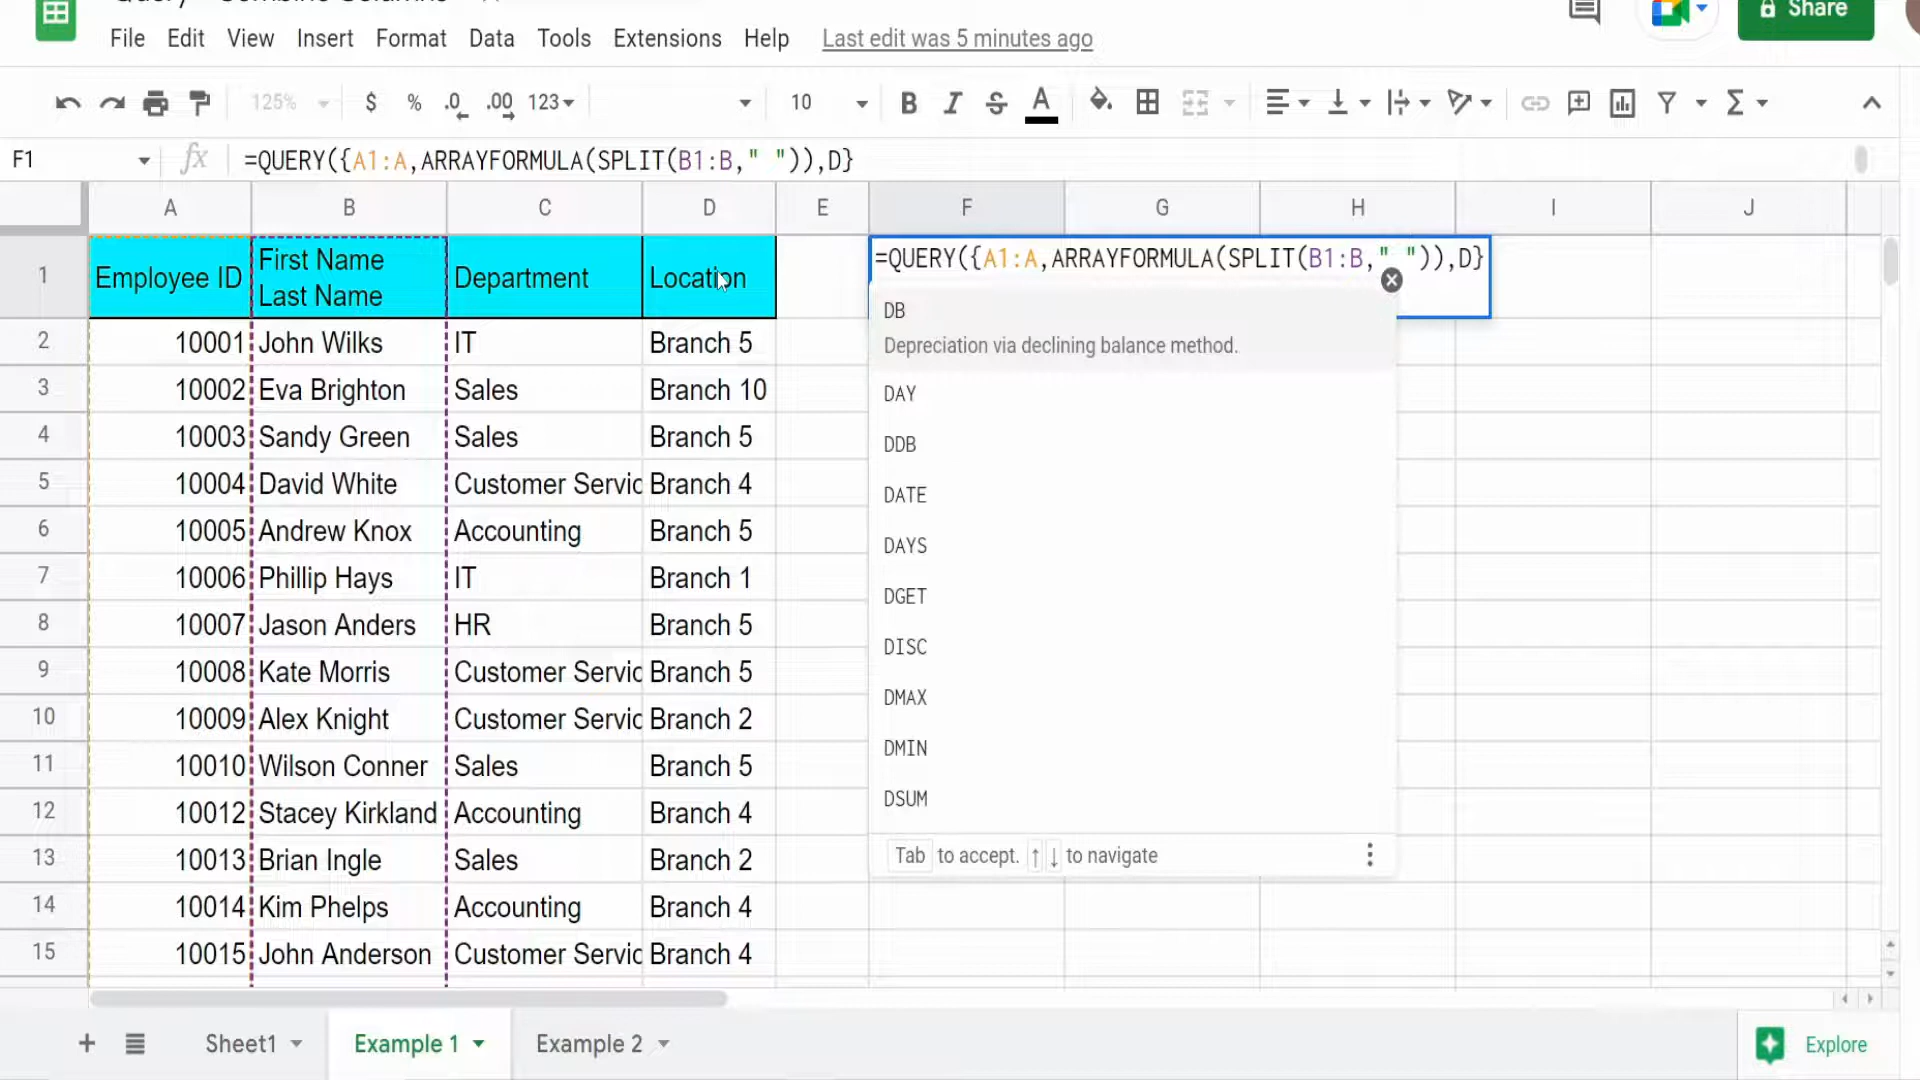 Query - Combine Columns
Share
File Edit View Insert Format Data Tools Extensions Help Last edit was 5 minutes ago
125% $ % .0 .00 123 10 B I S A Σ
F1 fx =QUERY({A1:A,ARRAYFORMULA(SPLIT(B1:B," ")),D}
A B C D E F G H I J
1 Employee ID First Name Last Name Department Location =QUERY({A1:A,ARRAYFORMULA(SPLIT(B1:B," ")),D}
2 10001 John Wilks IT Branch 5
3 10002 Eva Brighton Sales Branch 10
4 10003 Sandy Green Sales Branch 5
5 10004 David White Customer Servic Branch 4
6 10005 Andrew Knox Accounting Branch 5
7 10006 Phillip Hays IT Branch 1
8 10007 Jason Anders HR Branch 5
9 10008 Kate Morris Customer Servic Branch 5
10 10009 Alex Knight Customer Servic Branch 2
11 10010 Wilson Conner Sales Branch 5
12 10012 Stacey Kirkland Accounting Branch 4
13 10013 Brian Ingle Sales Branch 2
14 10014 Kim Phelps Accounting Branch 4
15 10015 John Anderson Customer Servic Branch 4
DB
Depreciation via declining balance method.
DAY
DDB
DATE
DAYS
DGET
DISC
DMAX
DMIN
DSUM
Tab to accept. ↑ ↓ to navigate
Sheet1 Example 1 Example 2 Explore